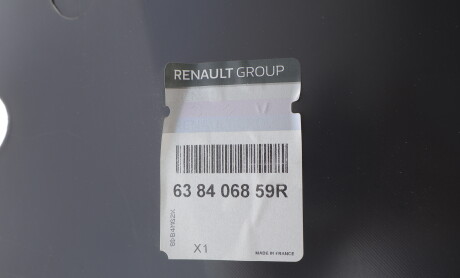 RENAULT GROUP
63 84 068 59R
X1
MADE IN FRANCE